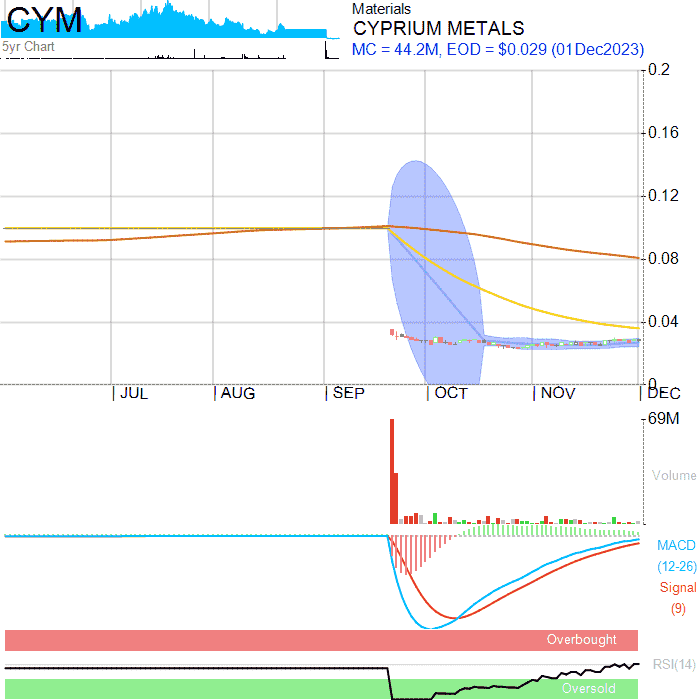 CYM
5yr Chart
Materials
CYPRIUM METALS
MC = 44.2M, EOD = $0.029 (01Dec2023)
0.2
0.16
0.12
0.08
0.04
0
JUL AUG SEP OCT NOV DEC
69M
Volume
MACD
(12-26)
Signal
(9)
Overbought
RSI(14)
Oversold